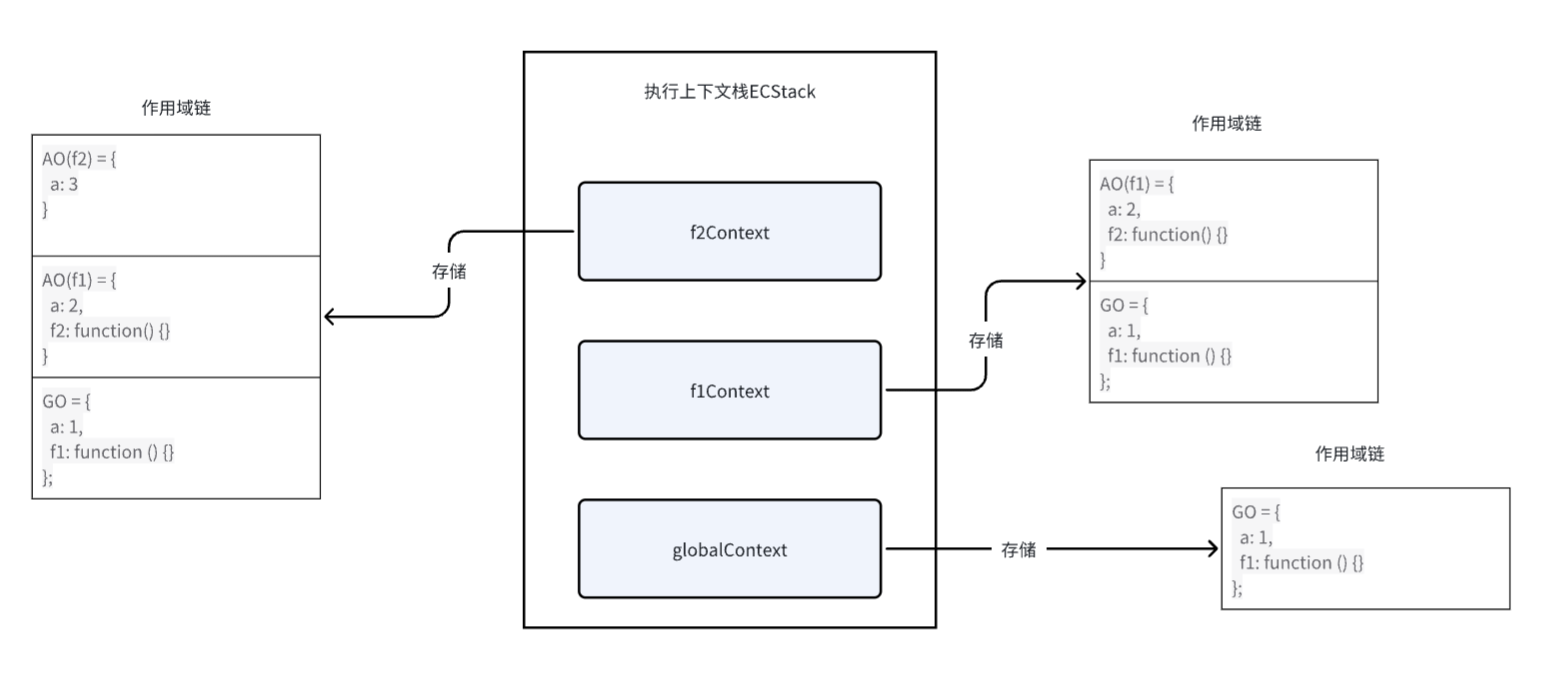 作用域链
AO(f2) = {
a: 3
}
AO(f1) = {
a: 2,
f2: function() {}
}
GO = {
a: 1,
f1: function () {}
};
存储
执行上下文栈ECStack
f2Context
f1Context
globalContext
存储
作用域链
AO(f1) = {
a: 2,
f2: function() {}
}
GO = {
a: 1,
f1: function () {}
};
存储
作用域链
GO = {
a: 1,
f1: function () {}
};